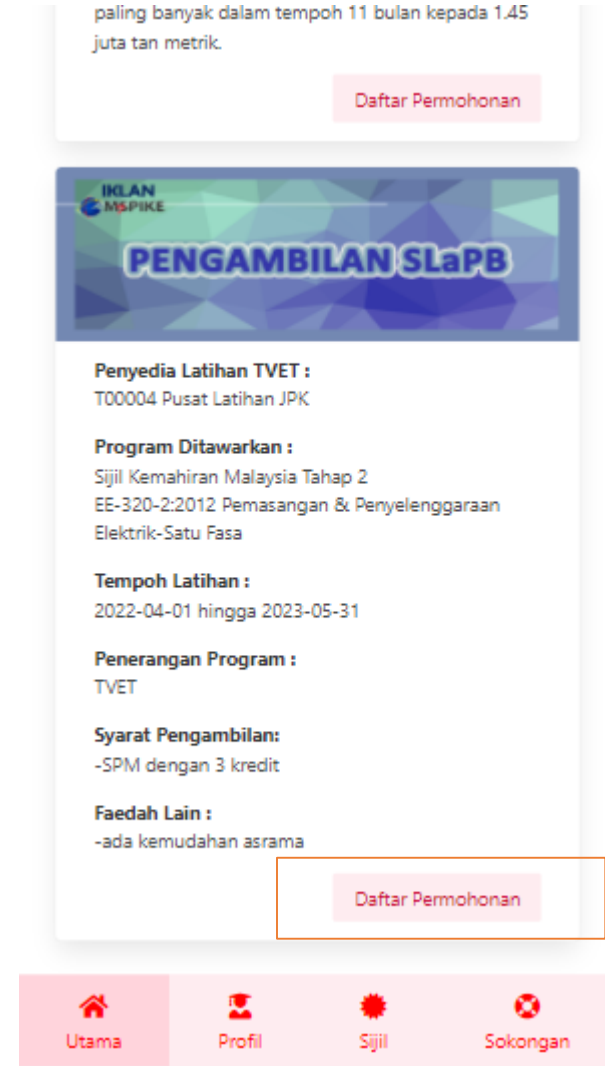 paling banyak dalam tempoh 11 bulan kepada 1.45
juta tan metrik.
Daftar Permohonan
IKLAN
MSPIKE
PENGAMBILAN SLaPB
Penyedia Latihan TVET :
T00004 Pusat Latihan JPK
Program Ditawarkan :
Sijil Kemahiran Malaysia Tahap 2
EE-320-2:2012 Pemasangan & Penyelenggaraan
Elektrik-Satu Fasa
Tempoh Latihan :
2022-04-01 hingga 2023-05-31
Penerangan Program :
TVET
Syarat Pengambilan:
-SPM dengan 3 kredit
Faedah Lain :
-ada kemudahan asrama
Daftar Permohonan
Utama Profil Sijil Sokongan